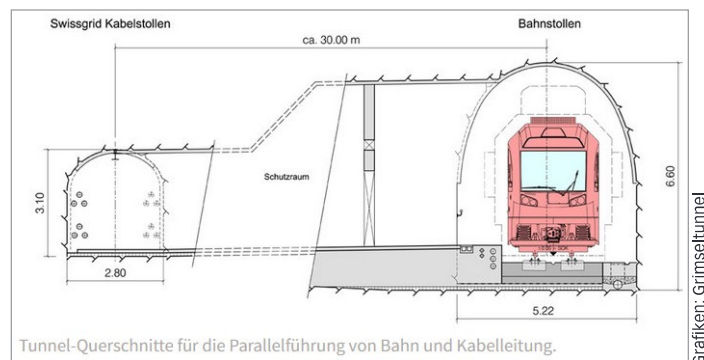 Swissgrid Kabelstollen
Bahnstollen
ca. 30.00 m
Schutzraum
3.10
2.80
6.60
5.22
Tunnel-Querschnitte für die Parallelführung von Bahn und Kabelleitung.
Grafiken: Grimseltunnel